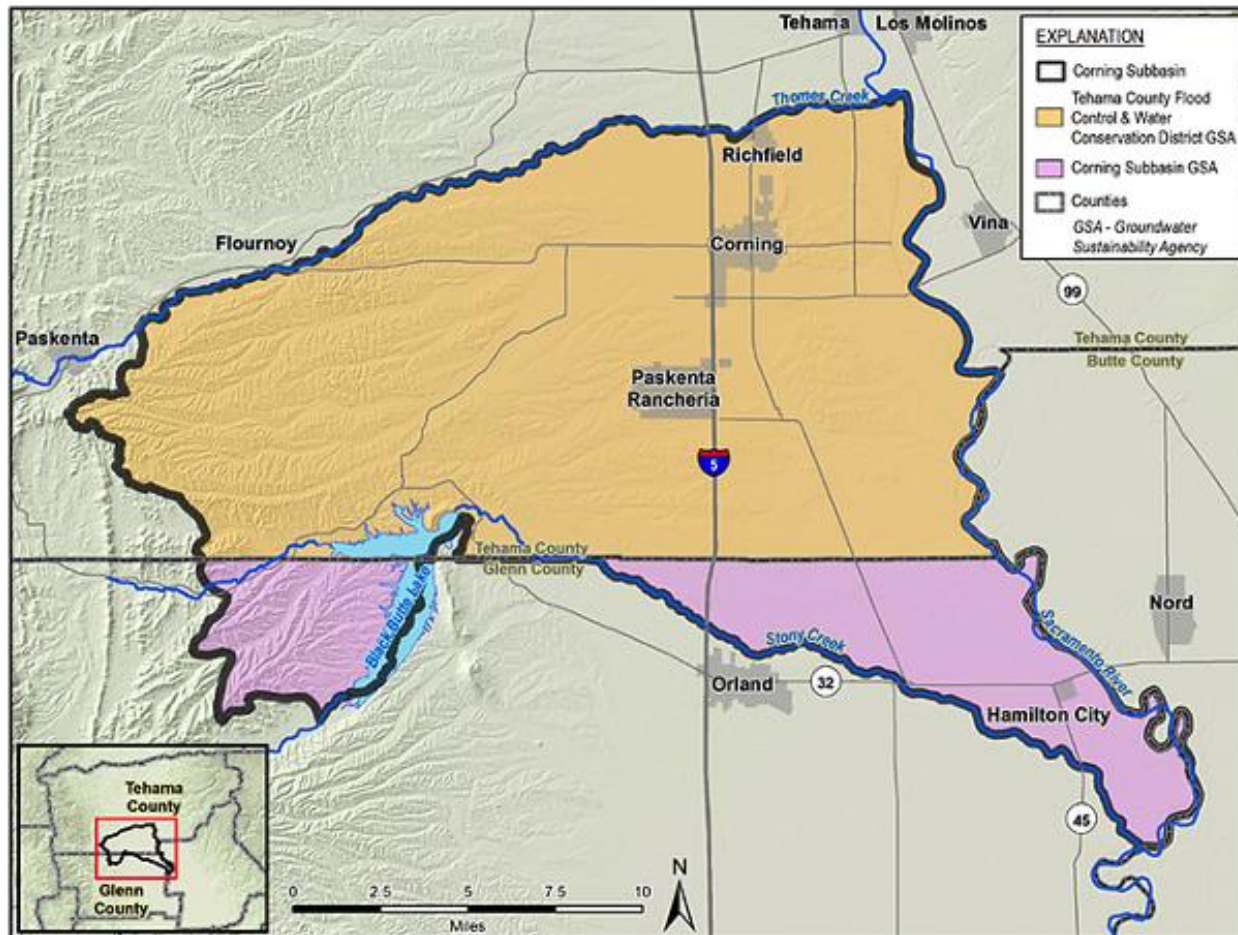 Tehama
Los Molinos
EXPLANATION
Corning Subbasin
Tehama County Flood
Control & Water
Conservation District GSA
Corning Subbasin GSA
Counties
GSA - Groundwater
Sustainability Agency
Thomes Creek
Richfield
Vina
Flournoy
Corning
99
Paskenta
Tehama County
Butte County
Paskenta
Rancheria
5
Tehama County
Glenn County
Black Butte Lake
Nord
Sacramento River
Stony Creek
Orland
32
Hamilton City
45
Tehama
County
Glenn
County
N
0 2.5 5 7.5 10
Miles